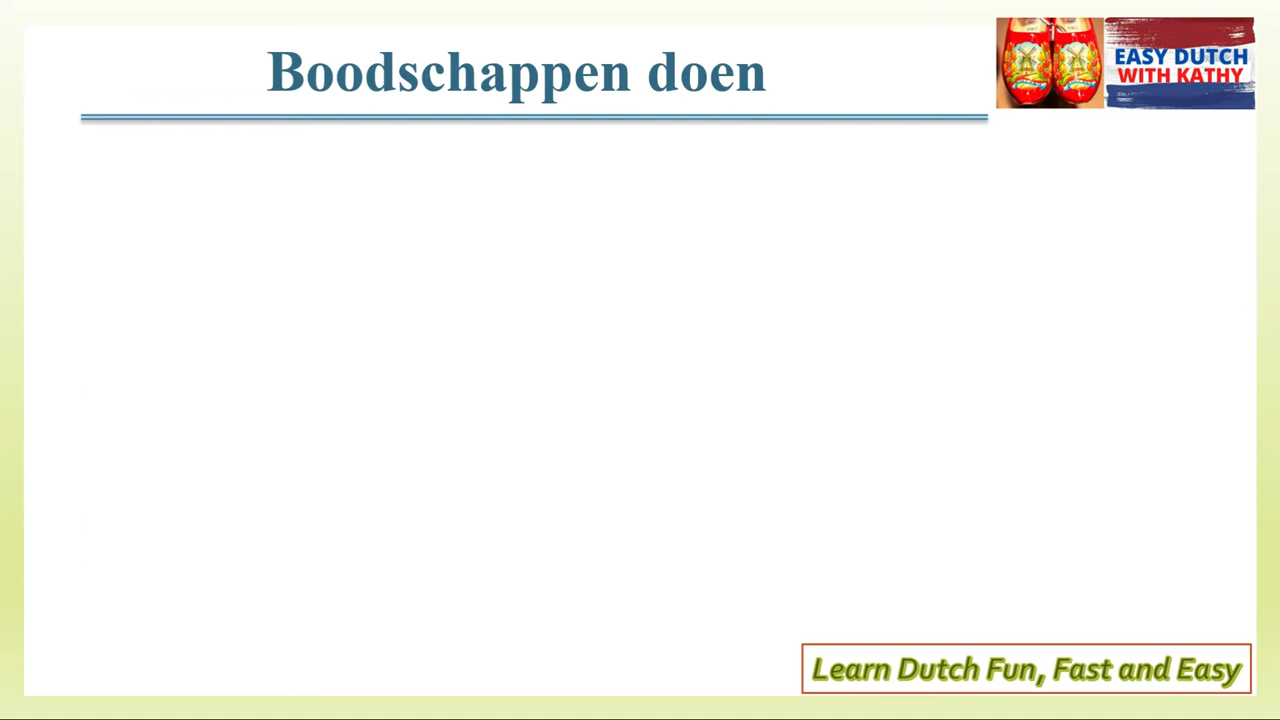 Boodschappen doen
EASY DUTCH
WITH KATHY
Learn Dutch Fun, Fast and Easy